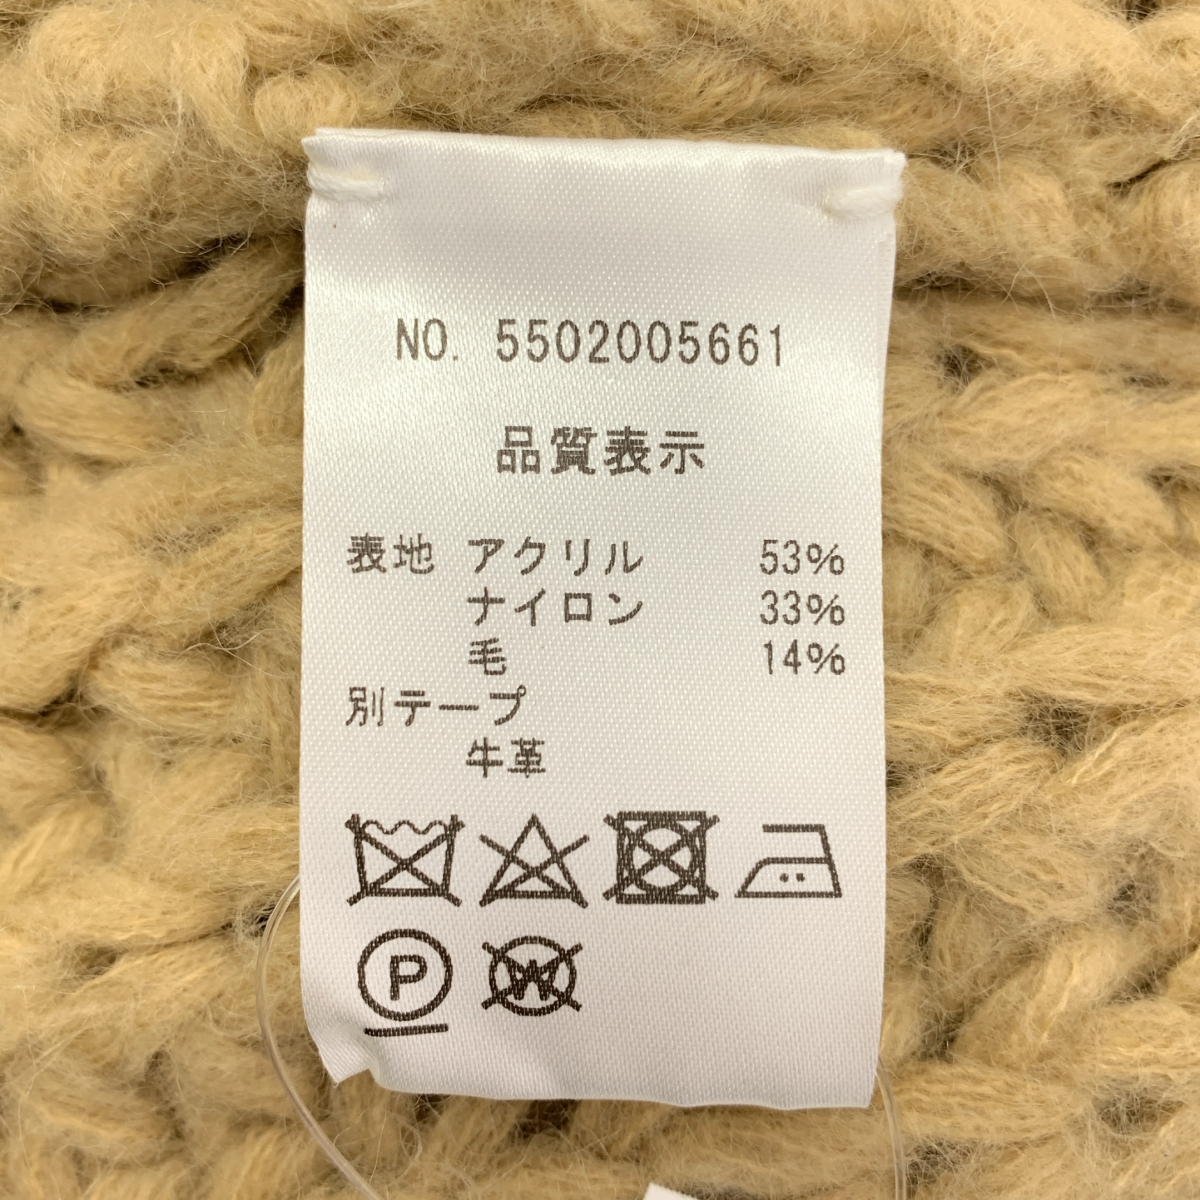 NO. 5502005661
品質表示
表地 アクリル 53%
ナイロン 33%
毛 14%
別テープ
牛革
P
W